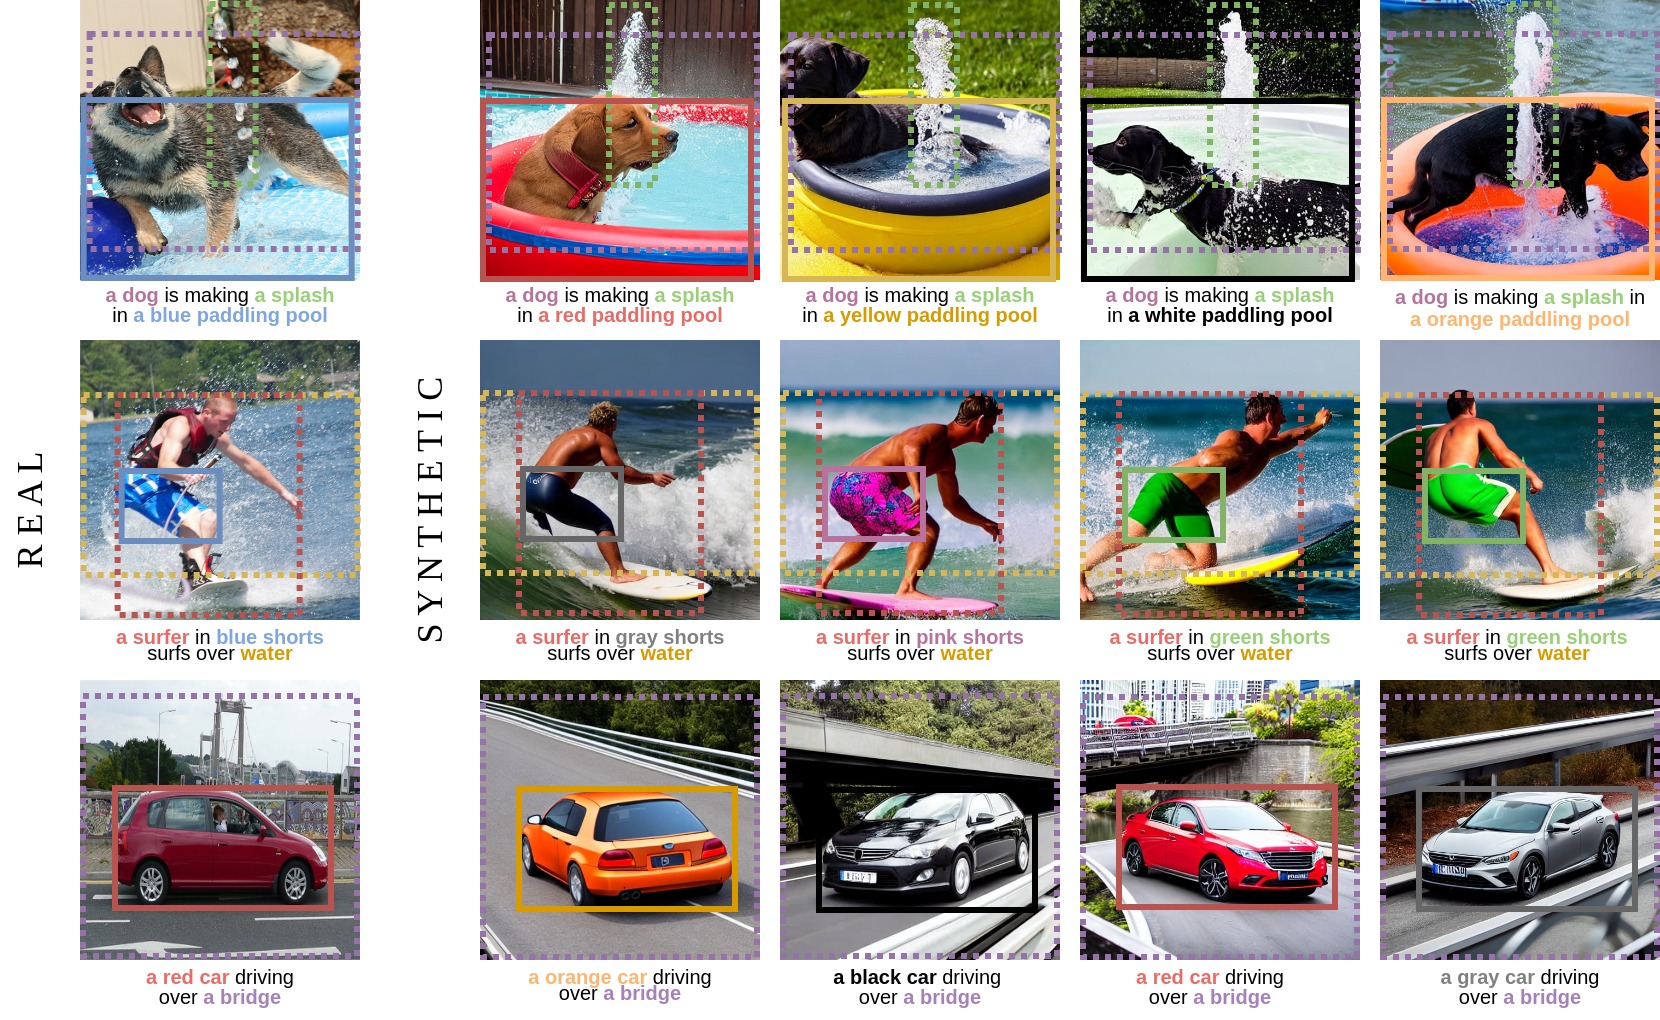 REAL
SYNTHETIC
a dog is making a splash
in a blue paddling pool
a dog is making a splash
in a red paddling pool
a dog is making a splash
in a yellow paddling pool
a dog is making a splash
in a white paddling pool
a dog is making a splash in
a orange paddling pool
a surfer in blue shorts
surfs over water
a surfer in gray shorts
surfs over water
a surfer in pink shorts
surfs over water
a surfer in green shorts
surfs over water
a surfer in green shorts
surfs over water
a red car driving
over a bridge
a orange car driving
over a bridge
a black car driving
over a bridge
a red car driving
over a bridge
a gray car driving
over a bridge